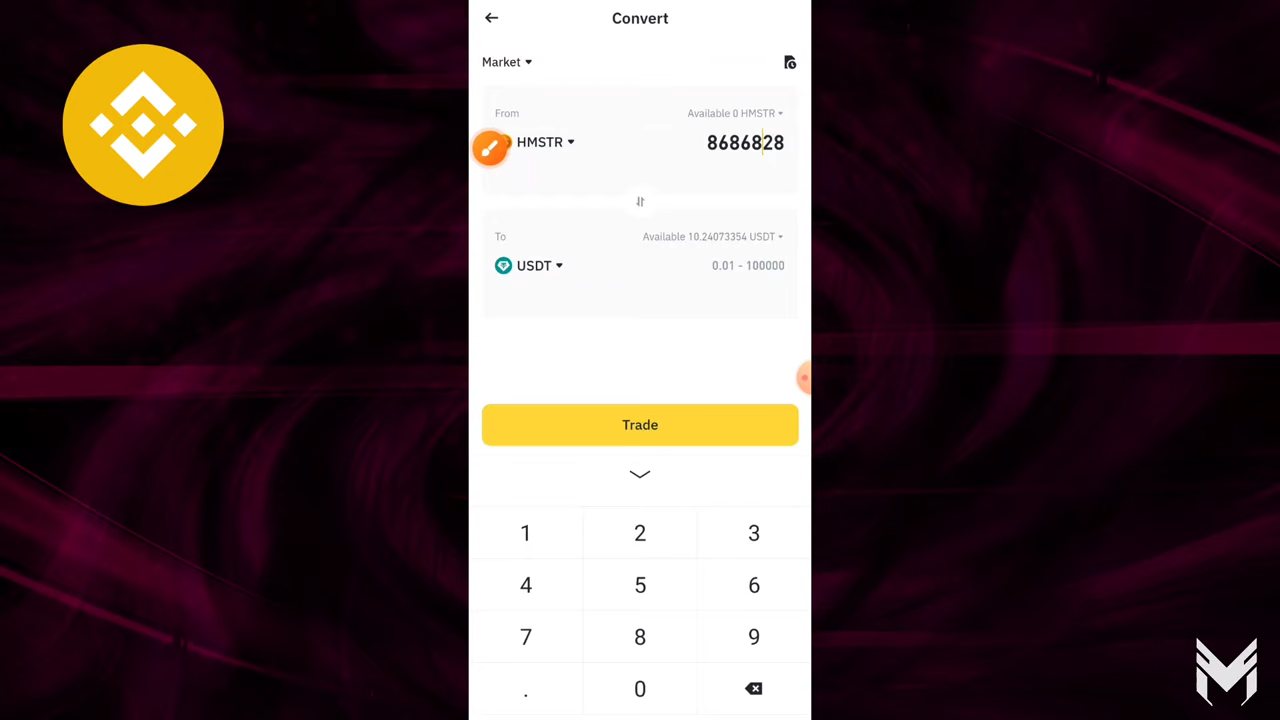 Convert
Market
From
Available 0 HMSTR
HMSTR
8686828
To
Available 10.24073354 USDT
USDT
0.01 - 100000
Trade
1 2 3
4 5 6
7 8 9
. 0